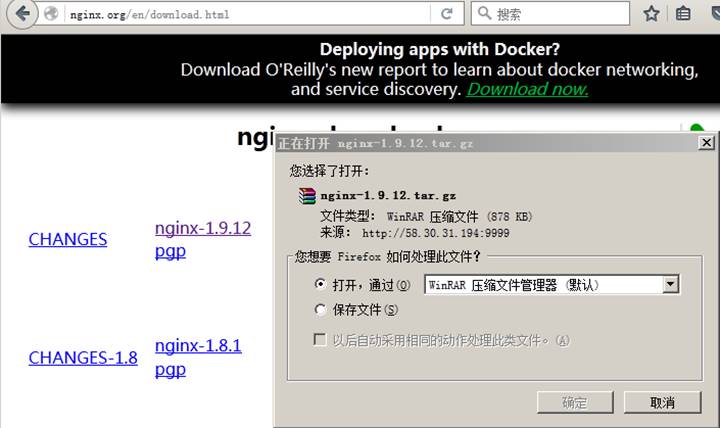 nginx.org/en/download.html
搜索
Deploying apps with Docker?
Download O'Reilly's new report to learn about docker networking,
and service discovery. Download now.
正在打开 nginx-1.9.12.tar.gz
您选择了打开:
nginx-1.9.12.tar.gz
文件类型: WinRAR 压缩文件 (878 KB)
来源: http://58.30.31.194:9999
您想要 Firefox 如何处理此文件?
打开，通过(O) WinRAR 压缩文件管理器 (默认)
保存文件(S)
以后自动采用相同的动作处理此类文件。(A)
确定 取消
CHANGES nginx-1.9.12
pgp
CHANGES-1.8 nginx-1.8.1
pgp